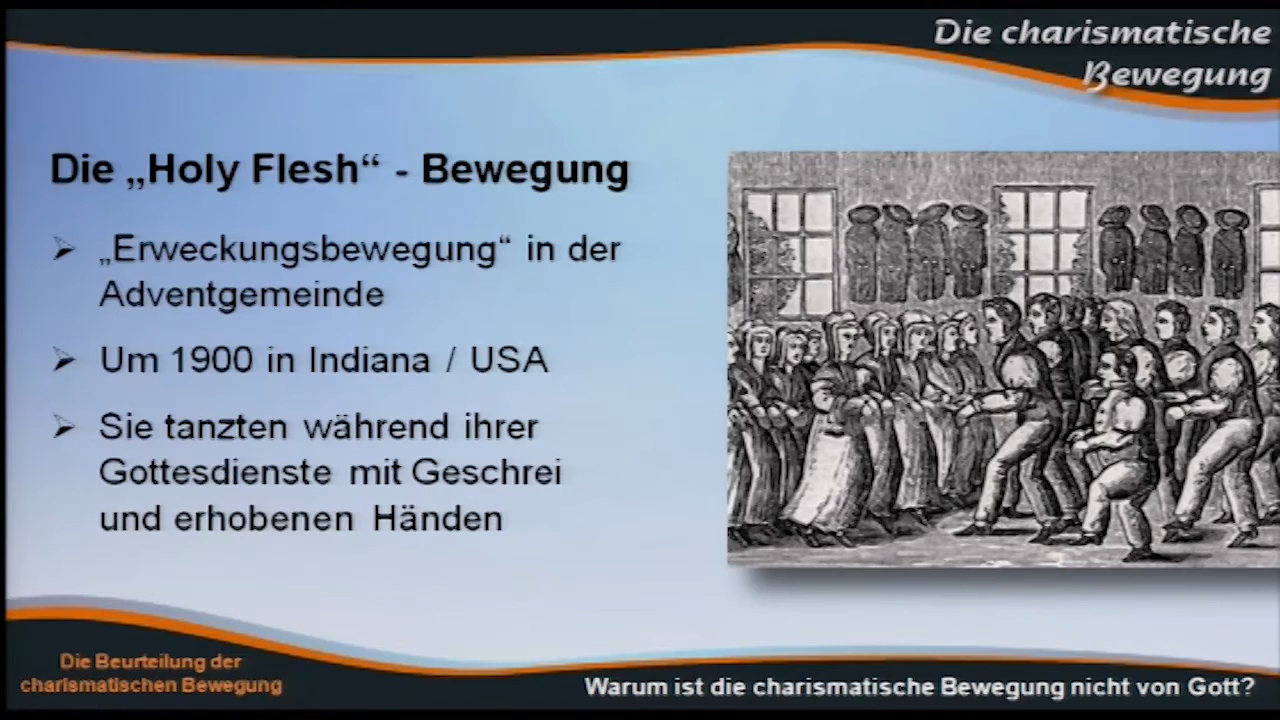 Die charismatische
Bewegung
Die „Holy Flesh“ - Bewegung
„Erweckungsbewegung“ in der
Adventgemeinde
Um 1900 in Indiana / USA
Sie tanzten während ihrer
Gottesdienste mit Geschrei
und erhobenen Händen
Die Beurteilung der
charismatischen Bewegung
Warum ist die charismatische Bewegung nicht von Gott?